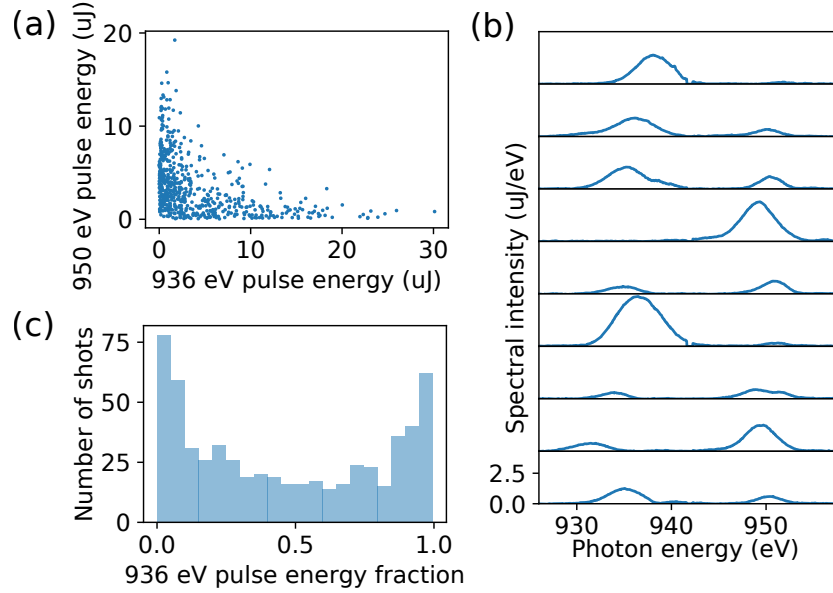 (a)
950 eV pulse energy (uJ)
20
10
0
0 10 20 30
936 eV pulse energy (uJ)
(b)
Spectral intensity (uJ/eV)
2.5
0.0
930 940 950
Photon energy (eV)
(c)
Number of shots
75
50
25
0
0.0 0.5 1.0
936 eV pulse energy fraction